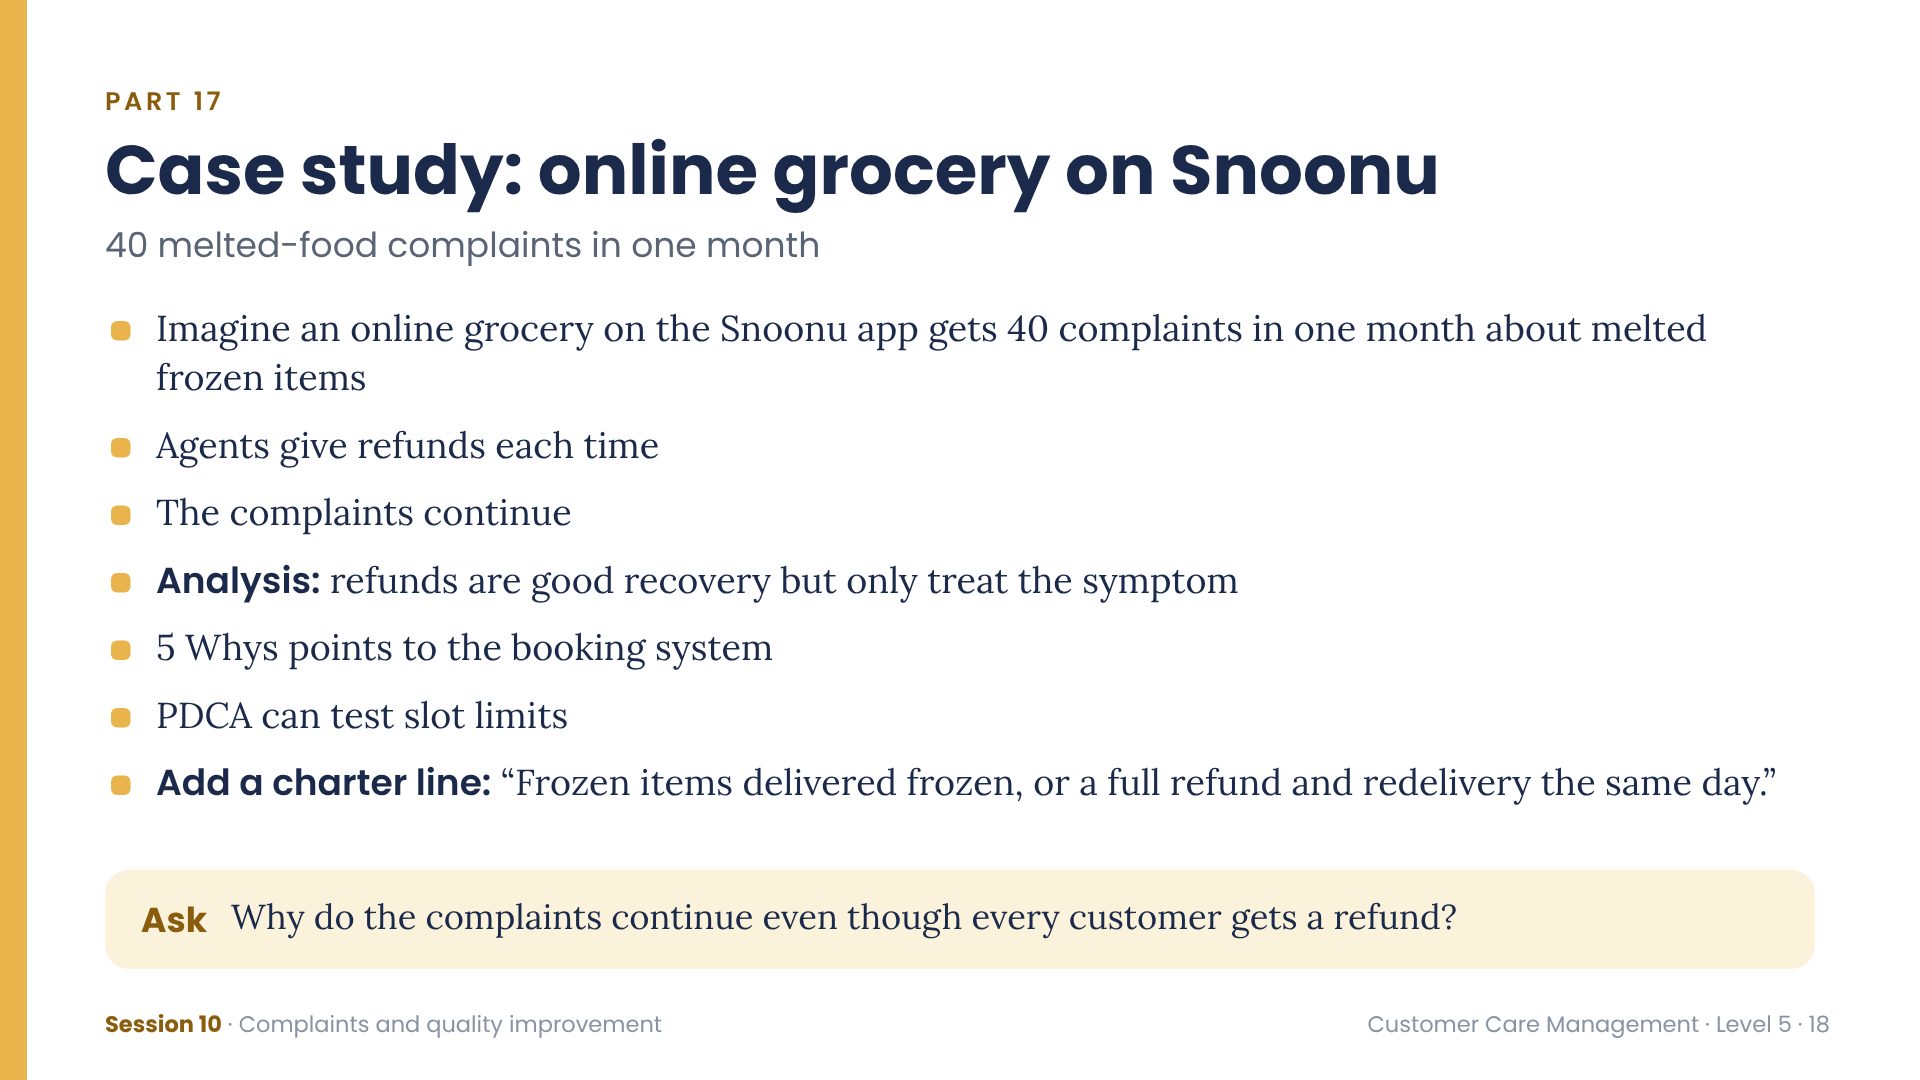 PART 17
Case study: online grocery on Snoonu
40 melted-food complaints in one month
Imagine an online grocery on the Snoonu app gets 40 complaints in one month about melted
frozen items
Agents give refunds each time
The complaints continue
Analysis: refunds are good recovery but only treat the symptom
5 Whys points to the booking system
PDCA can test slot limits
Add a charter line: “Frozen items delivered frozen, or a full refund and redelivery the same day.”
Ask Why do the complaints continue even though every customer gets a refund?
Session 10 · Complaints and quality improvement
Customer Care Management · Level 5 · 18